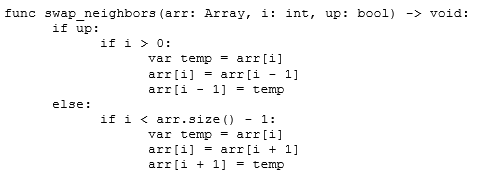 func swap_neighbors(arr: Array, i: int, up: bool) -> void:
    if up:
        if i > 0:
            var temp = arr[i]
            arr[i] = arr[i - 1]
            arr[i - 1] = temp
    else:
        if i < arr.size() - 1:
            var temp = arr[i]
            arr[i] = arr[i + 1]
            arr[i + 1] = temp